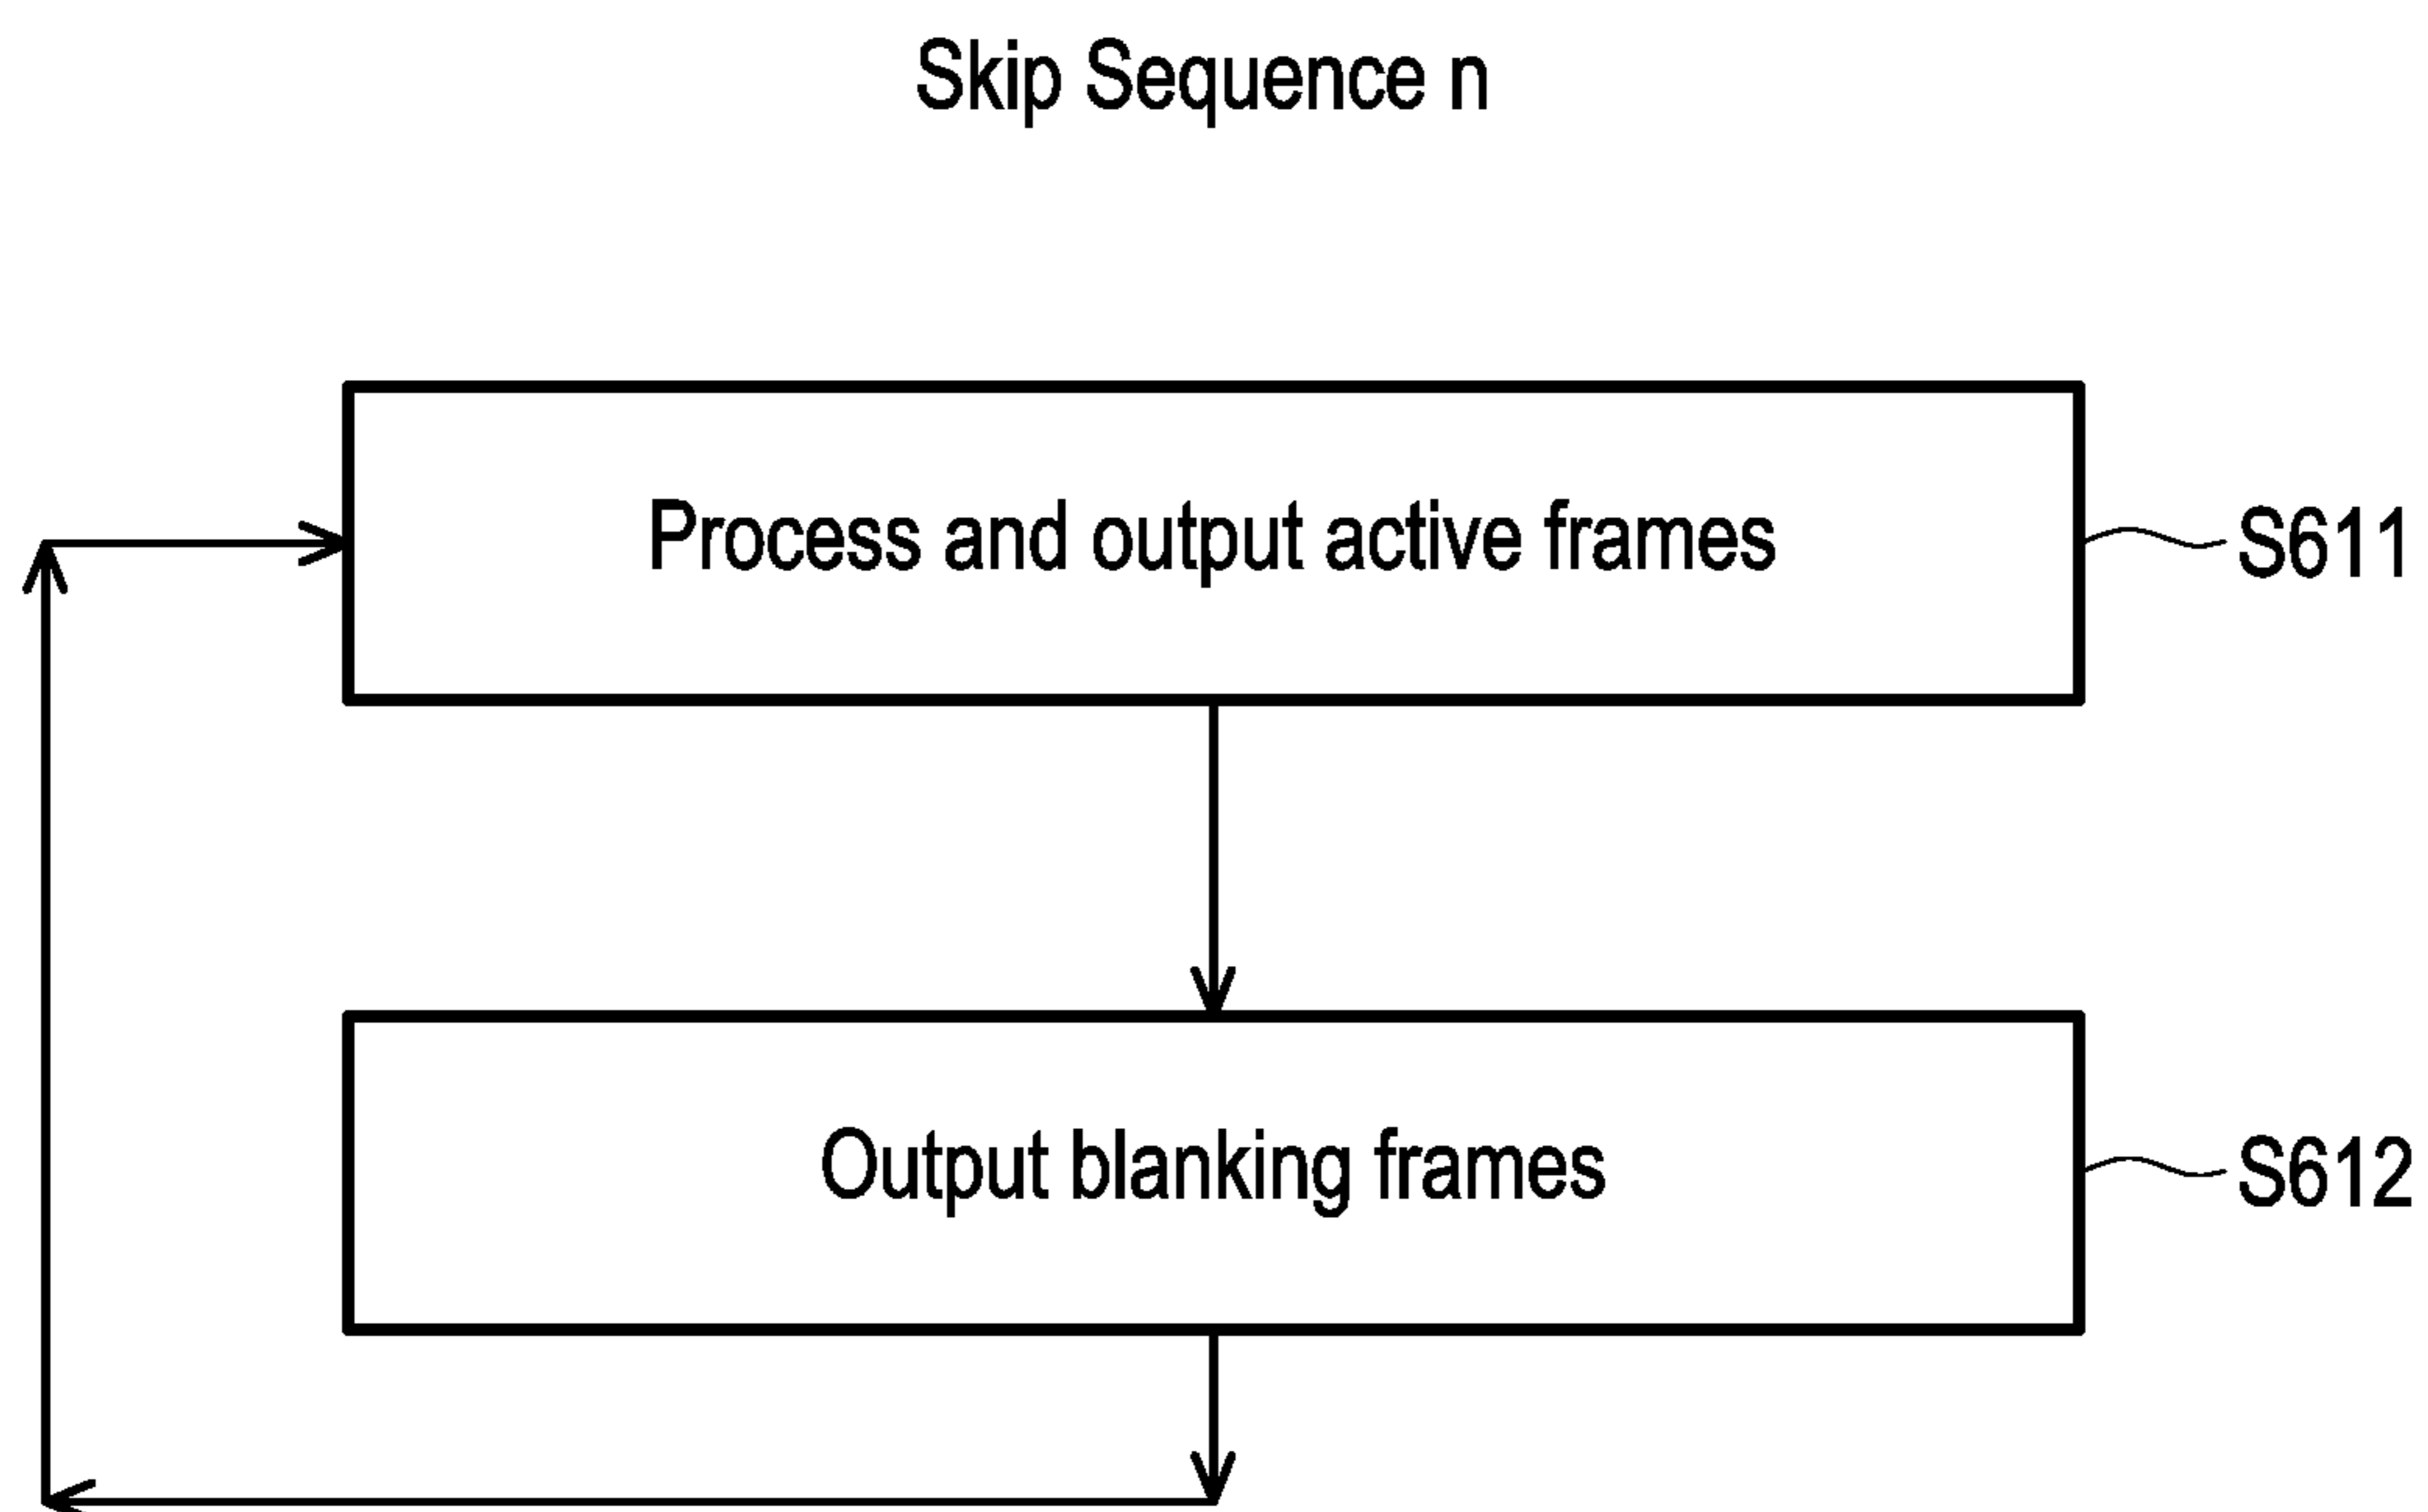 Skip Sequence n
Process and output active frames
S611
Output blanking frames
S612